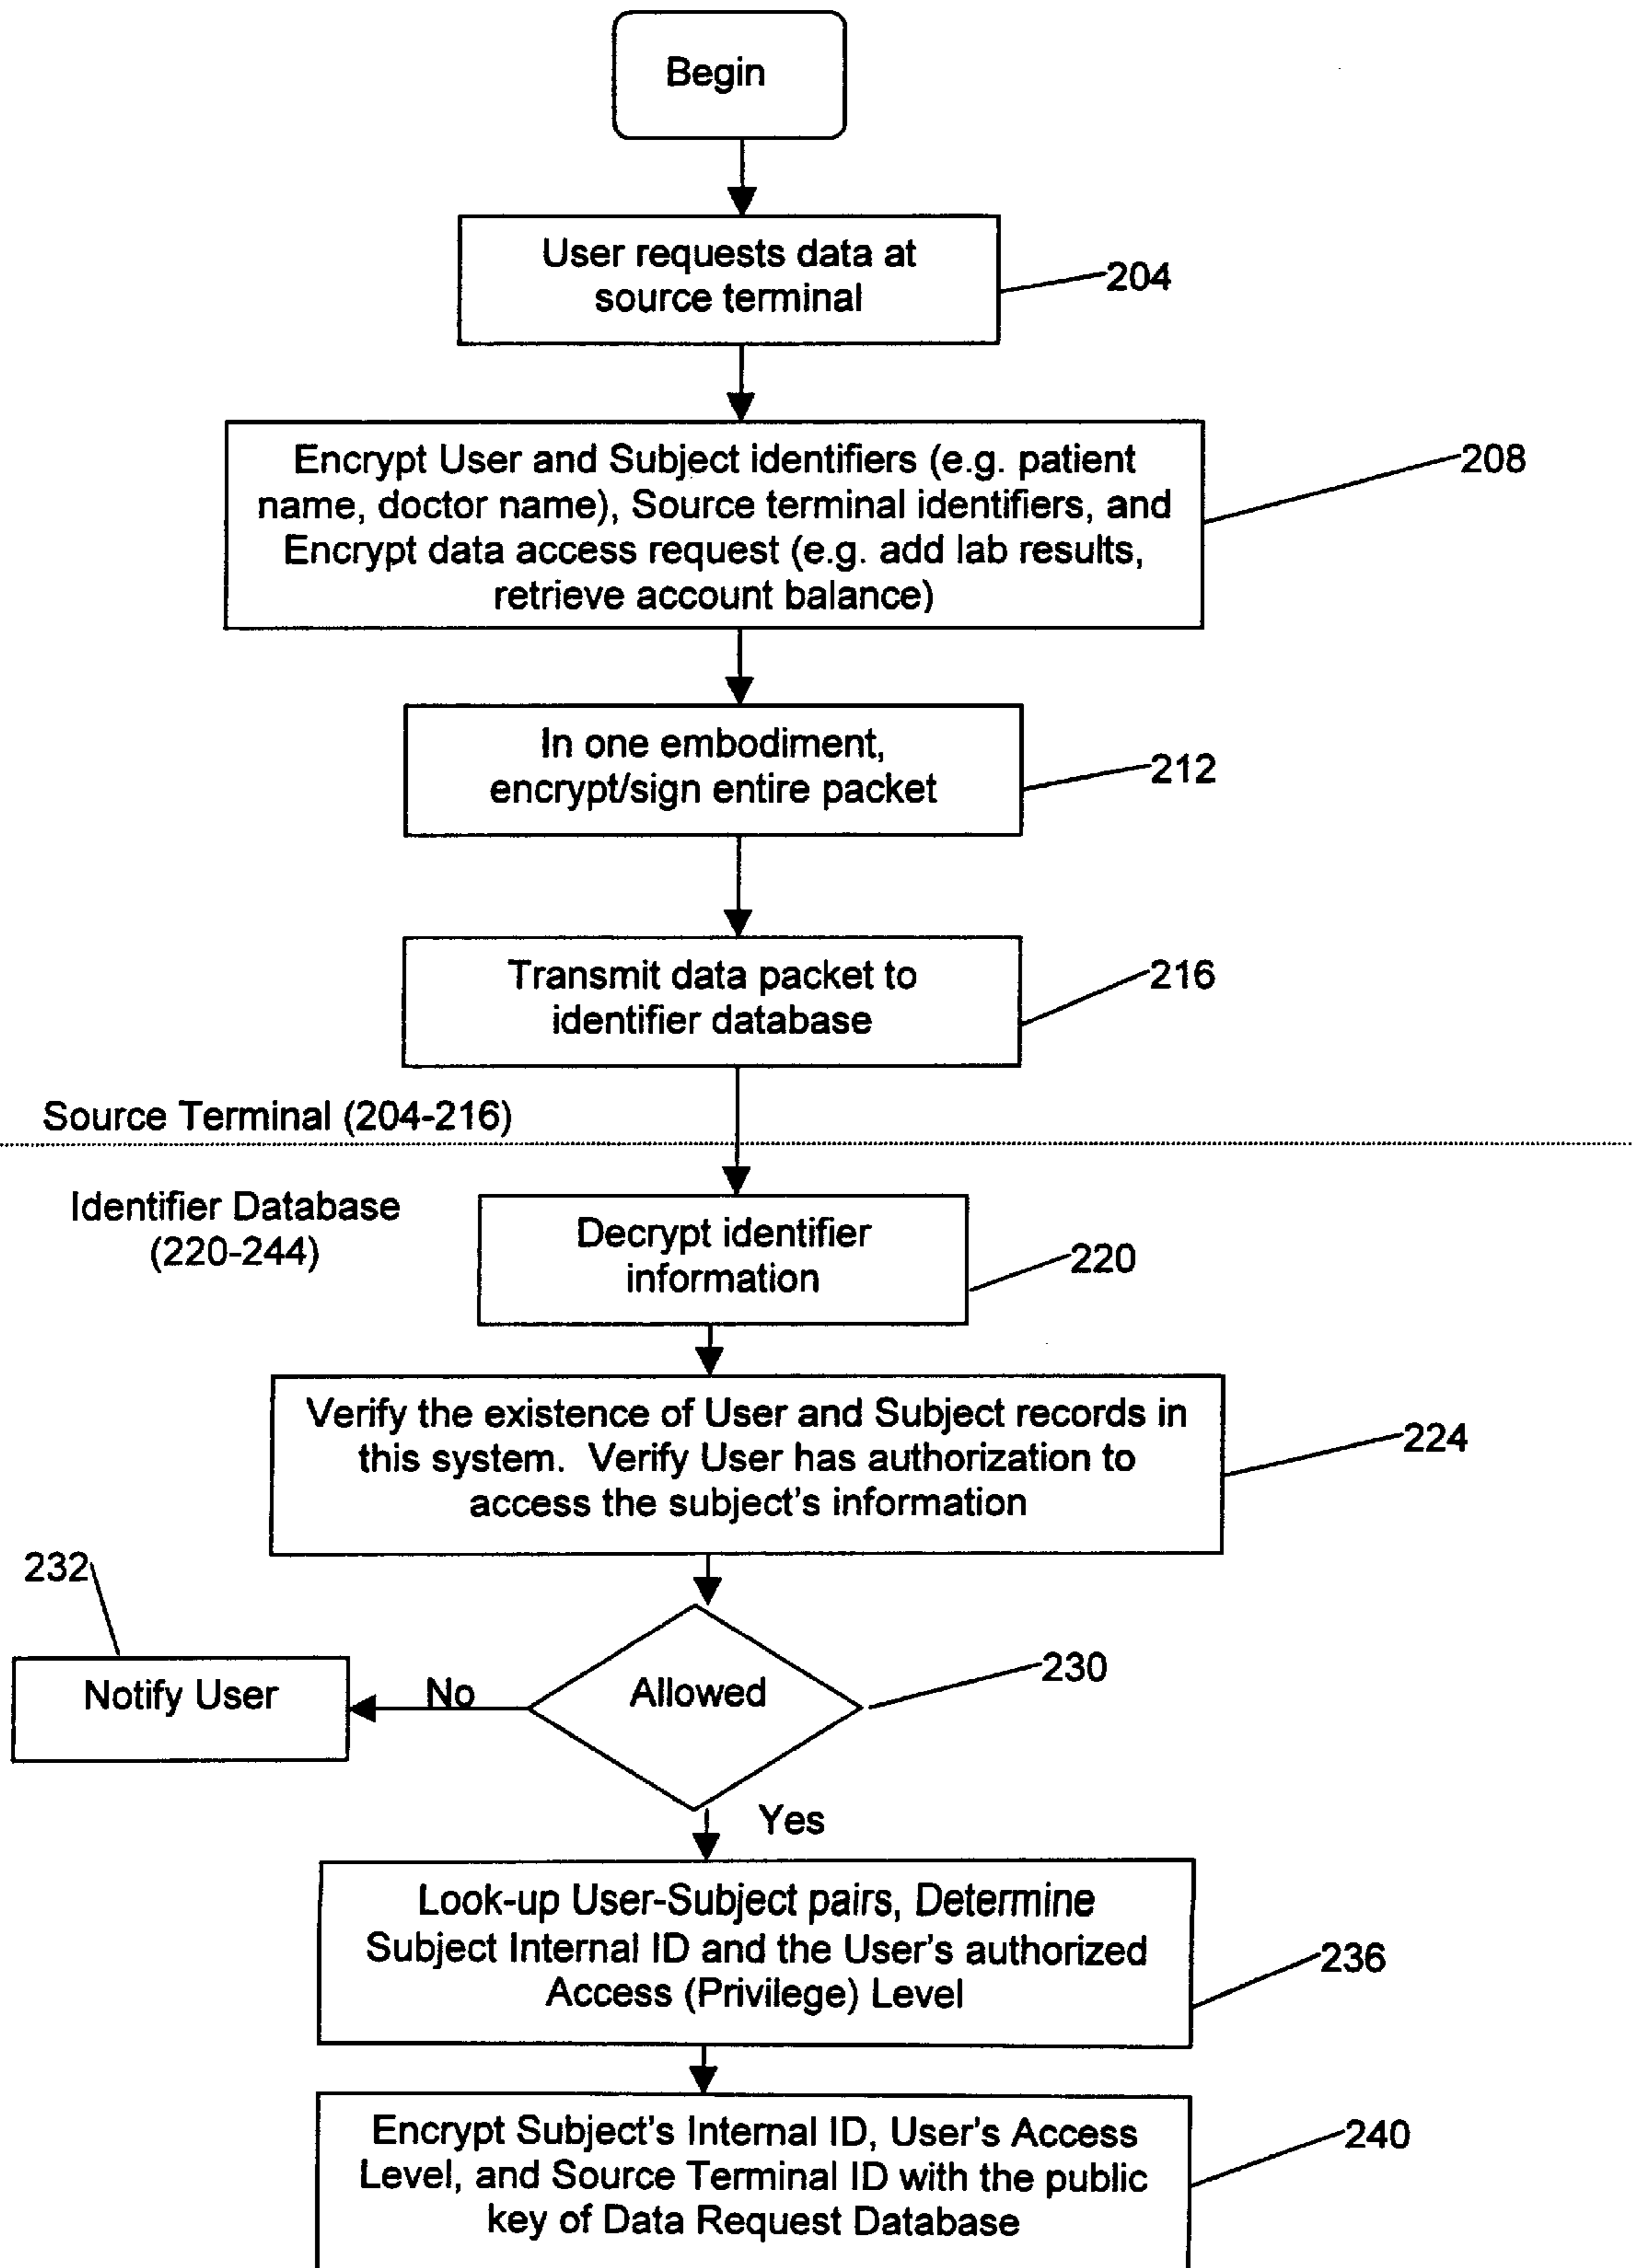 Begin
User requests data at
source terminal
204
Encrypt User and Subject identifiers (e.g. patient
name, doctor name), Source terminal identifiers, and
Encrypt data access request (e.g. add lab results,
retrieve account balance)
208
In one embodiment,
encrypt/sign entire packet
212
Transmit data packet to
identifier database
216
Source Terminal (204-216)
Identifier Database
(220-244)
Decrypt identifier
information
220
Verify the existence of User and Subject records in
this system.  Verify User has authorization to
access the subject's information
224
232
Notify User
No
Allowed
230
Yes
Look-up User-Subject pairs, Determine
Subject Internal ID and the User's authorized
Access (Privilege) Level
236
Encrypt Subject's Internal ID, User's Access
Level, and Source Terminal ID with the public
key of Data Request Database
240